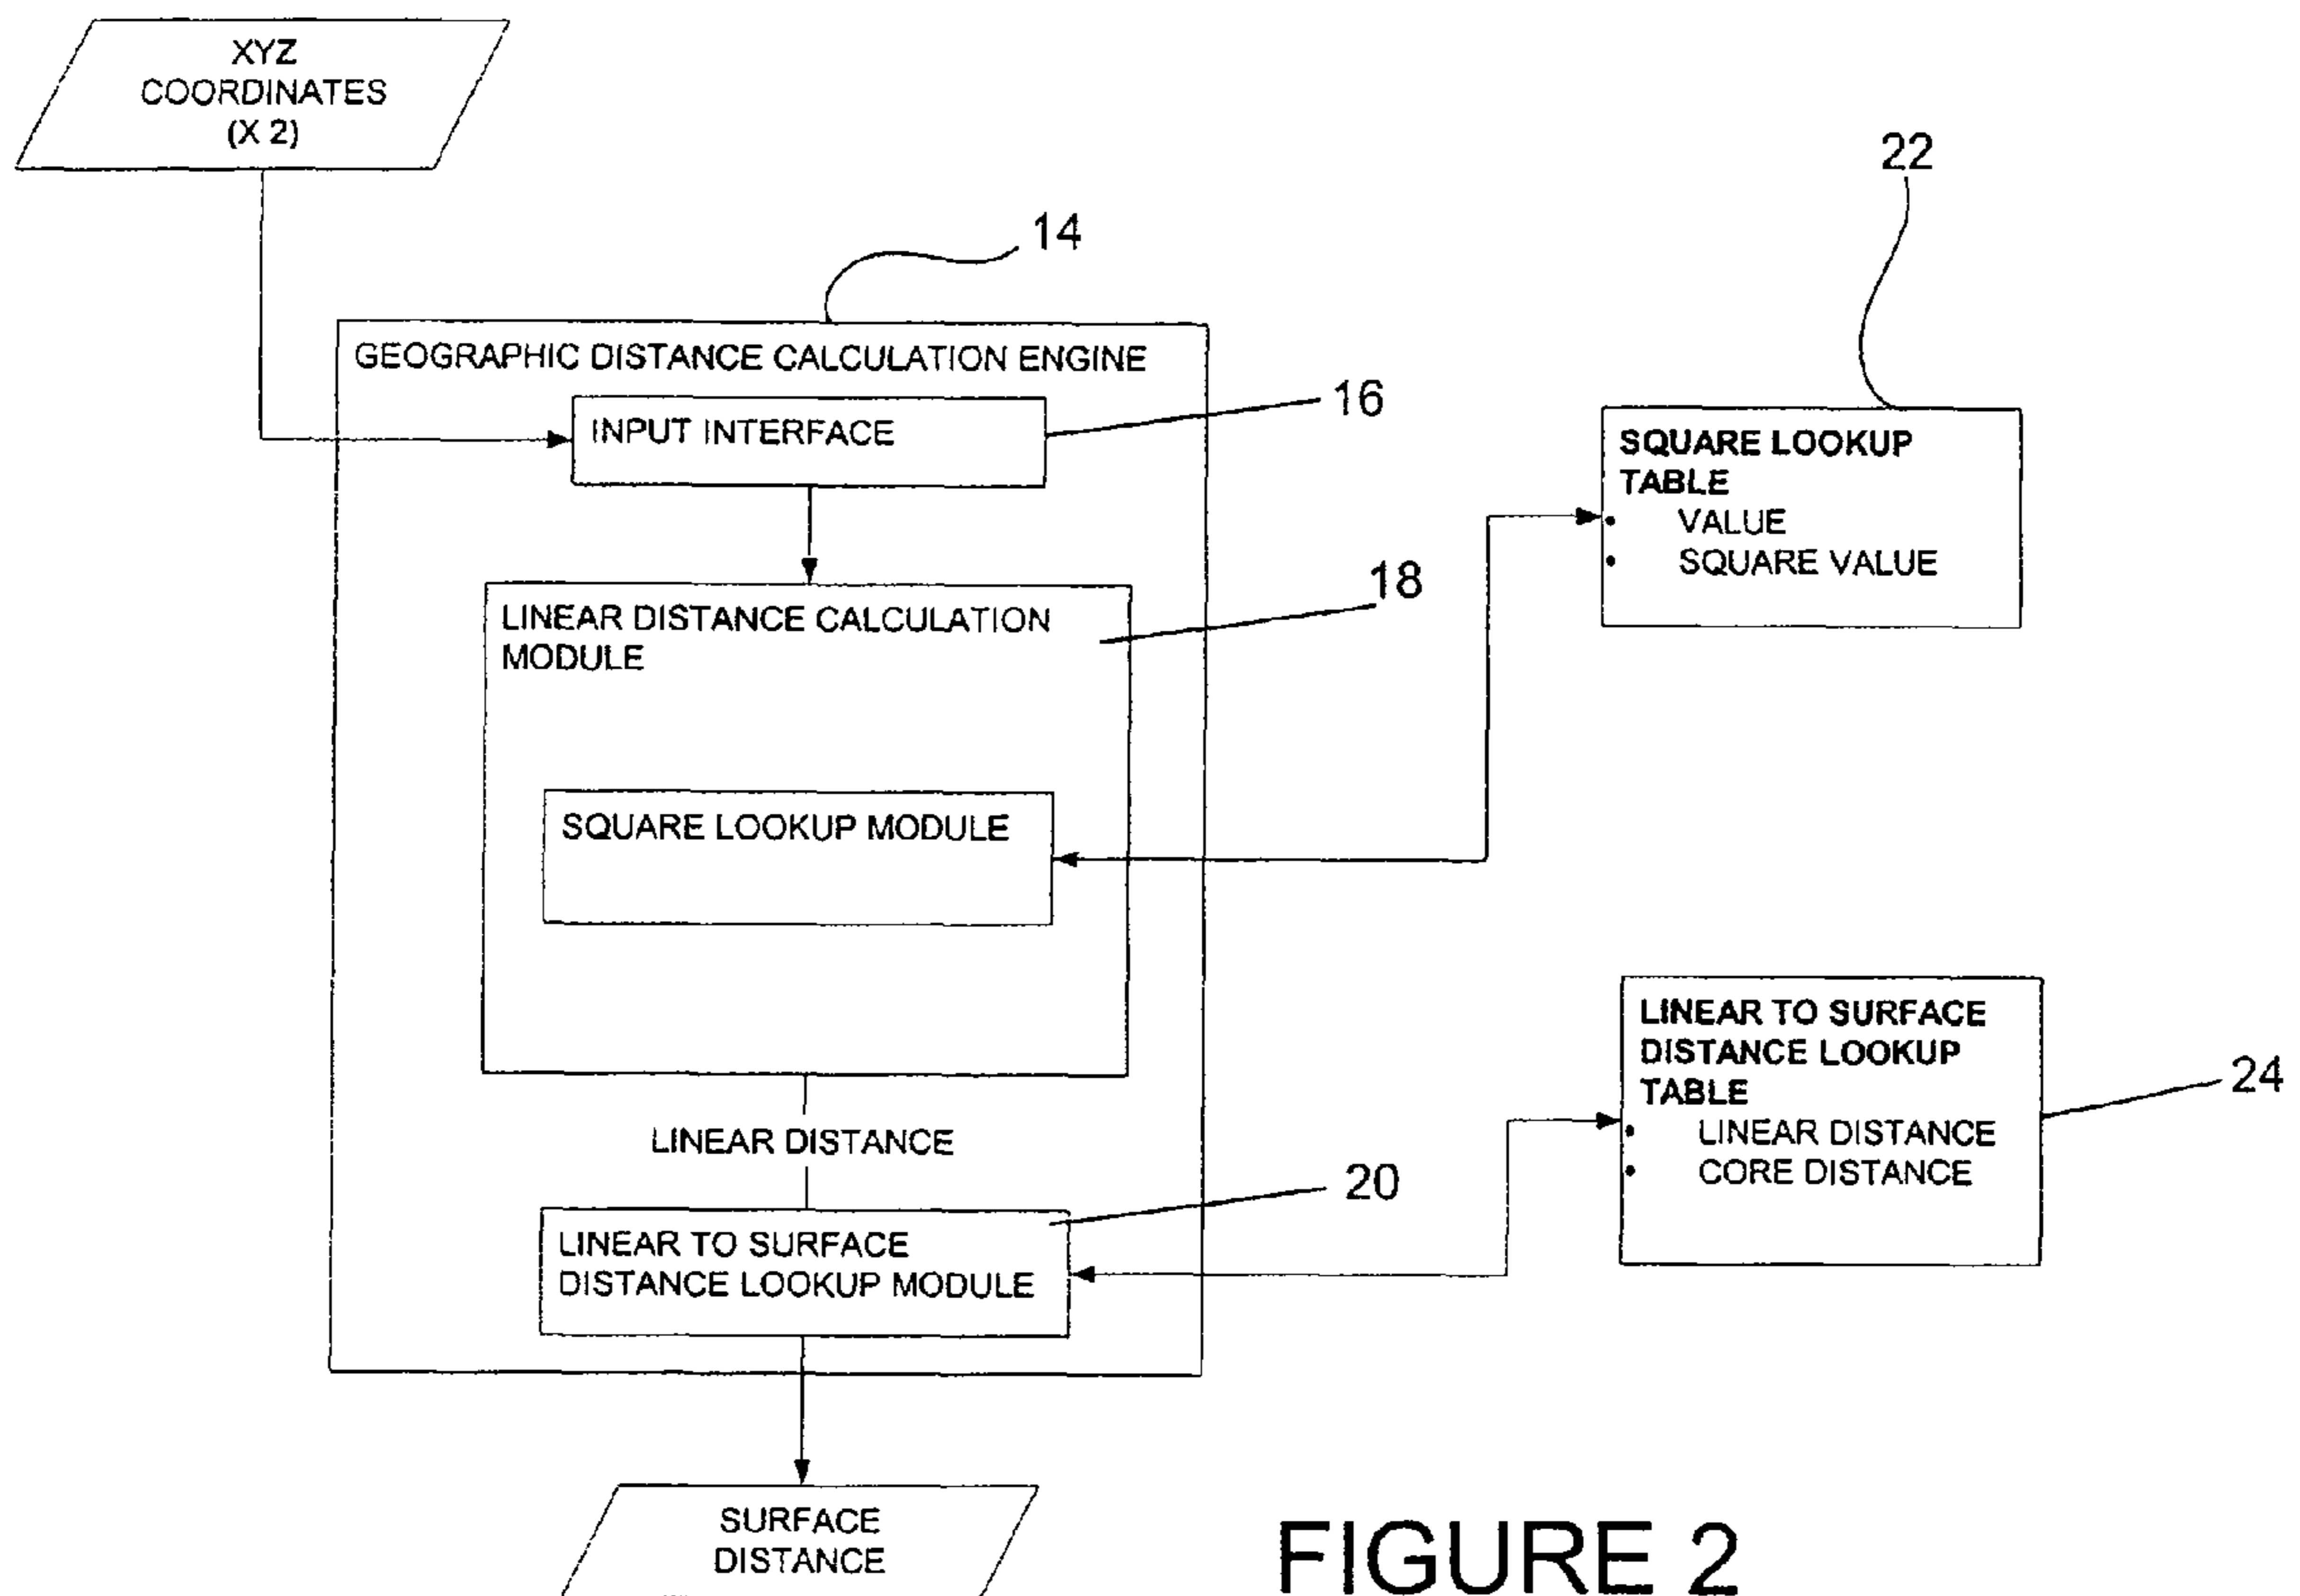 XYZ
COORDINATES
(X 2)
22
14
GEOGRAPHIC DISTANCE CALCULATION ENGINE
16
INPUT INTERFACE
SQUARE LOOKUP
TABLE
• VALUE
• SQUARE VALUE
18
LINEAR DISTANCE CALCULATION
MODULE
SQUARE LOOKUP MODULE
LINEAR TO SURFACE
DISTANCE LOOKUP
TABLE
• LINEAR DISTANCE
• CORE DISTANCE
24
LINEAR DISTANCE
20
LINEAR TO SURFACE
DISTANCE LOOKUP MODULE
SURFACE
DISTANCE
FIGURE 2